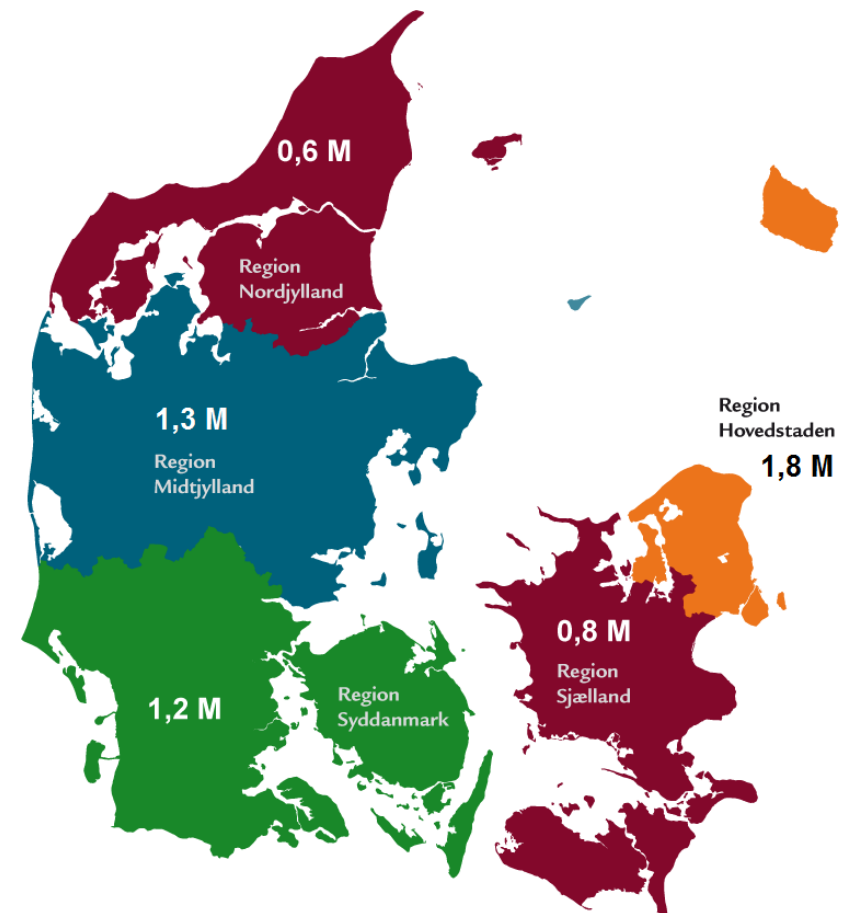 0,6 M
Region
Nordjylland
1,3 M
Region
Midtjylland
Region
Hovedstaden
1,8 M
0,8 M
Region
Sjælland
Region
Syddanmark
1,2 M